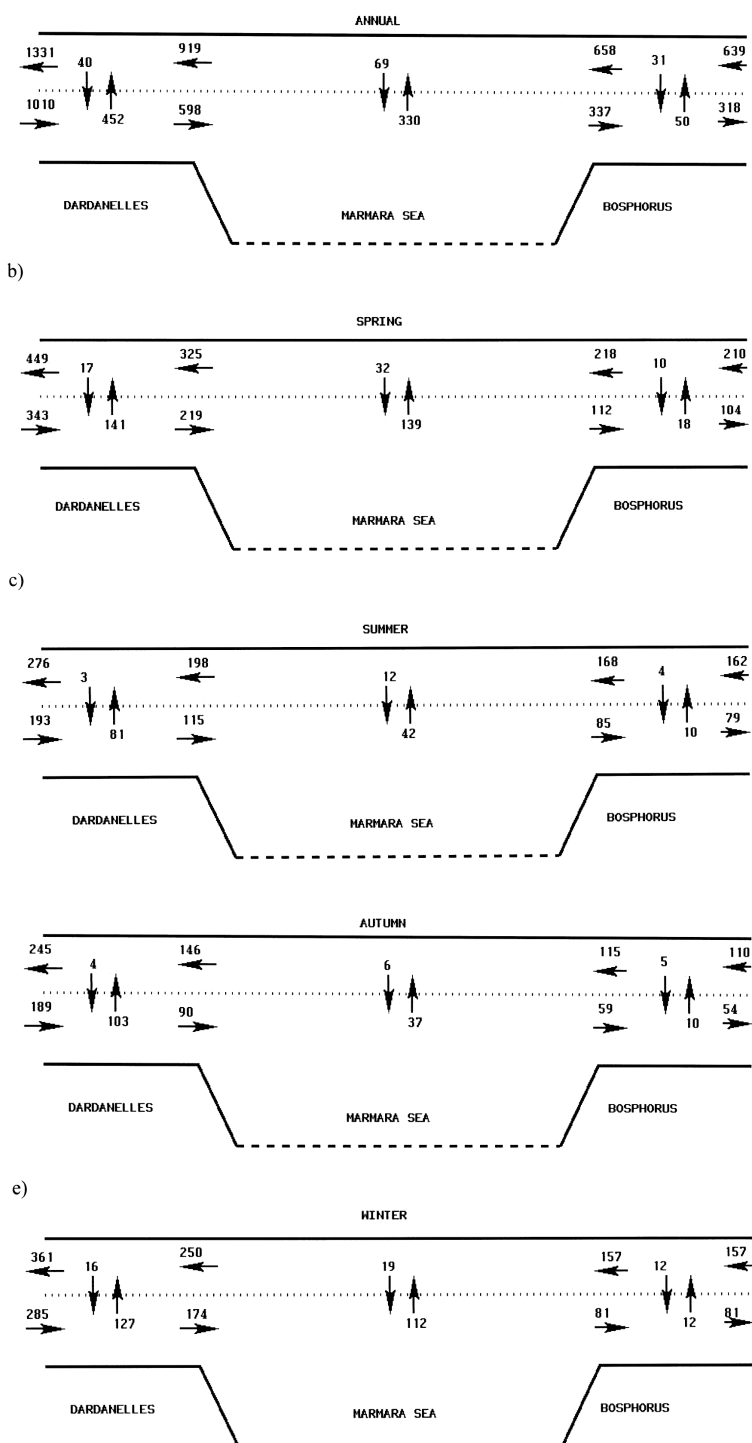 ANNUAL
1331 919 658 639
40 69 31
1010 452 598 330 337 50 318
DARDANELLES MARMARA SEA BOSPHORUS
b)
SPRING
449 325 218 210
17 32 10
343 141 219 139 112 18 104
DARDANELLES MARMARA SEA BOSPHORUS
c)
SUMMER
276 198 168 162
3 12 4
193 81 115 42 85 10 79
DARDANELLES MARMARA SEA BOSPHORUS
AUTUMN
245 146 115 110
4 6 5
189 103 90 37 59 10 54
DARDANELLES MARMARA SEA BOSPHORUS
e)
WINTER
361 250 157 157
16 19 12
285 127 174 112 81 12 81
DARDANELLES MARMARA SEA BOSPHORUS